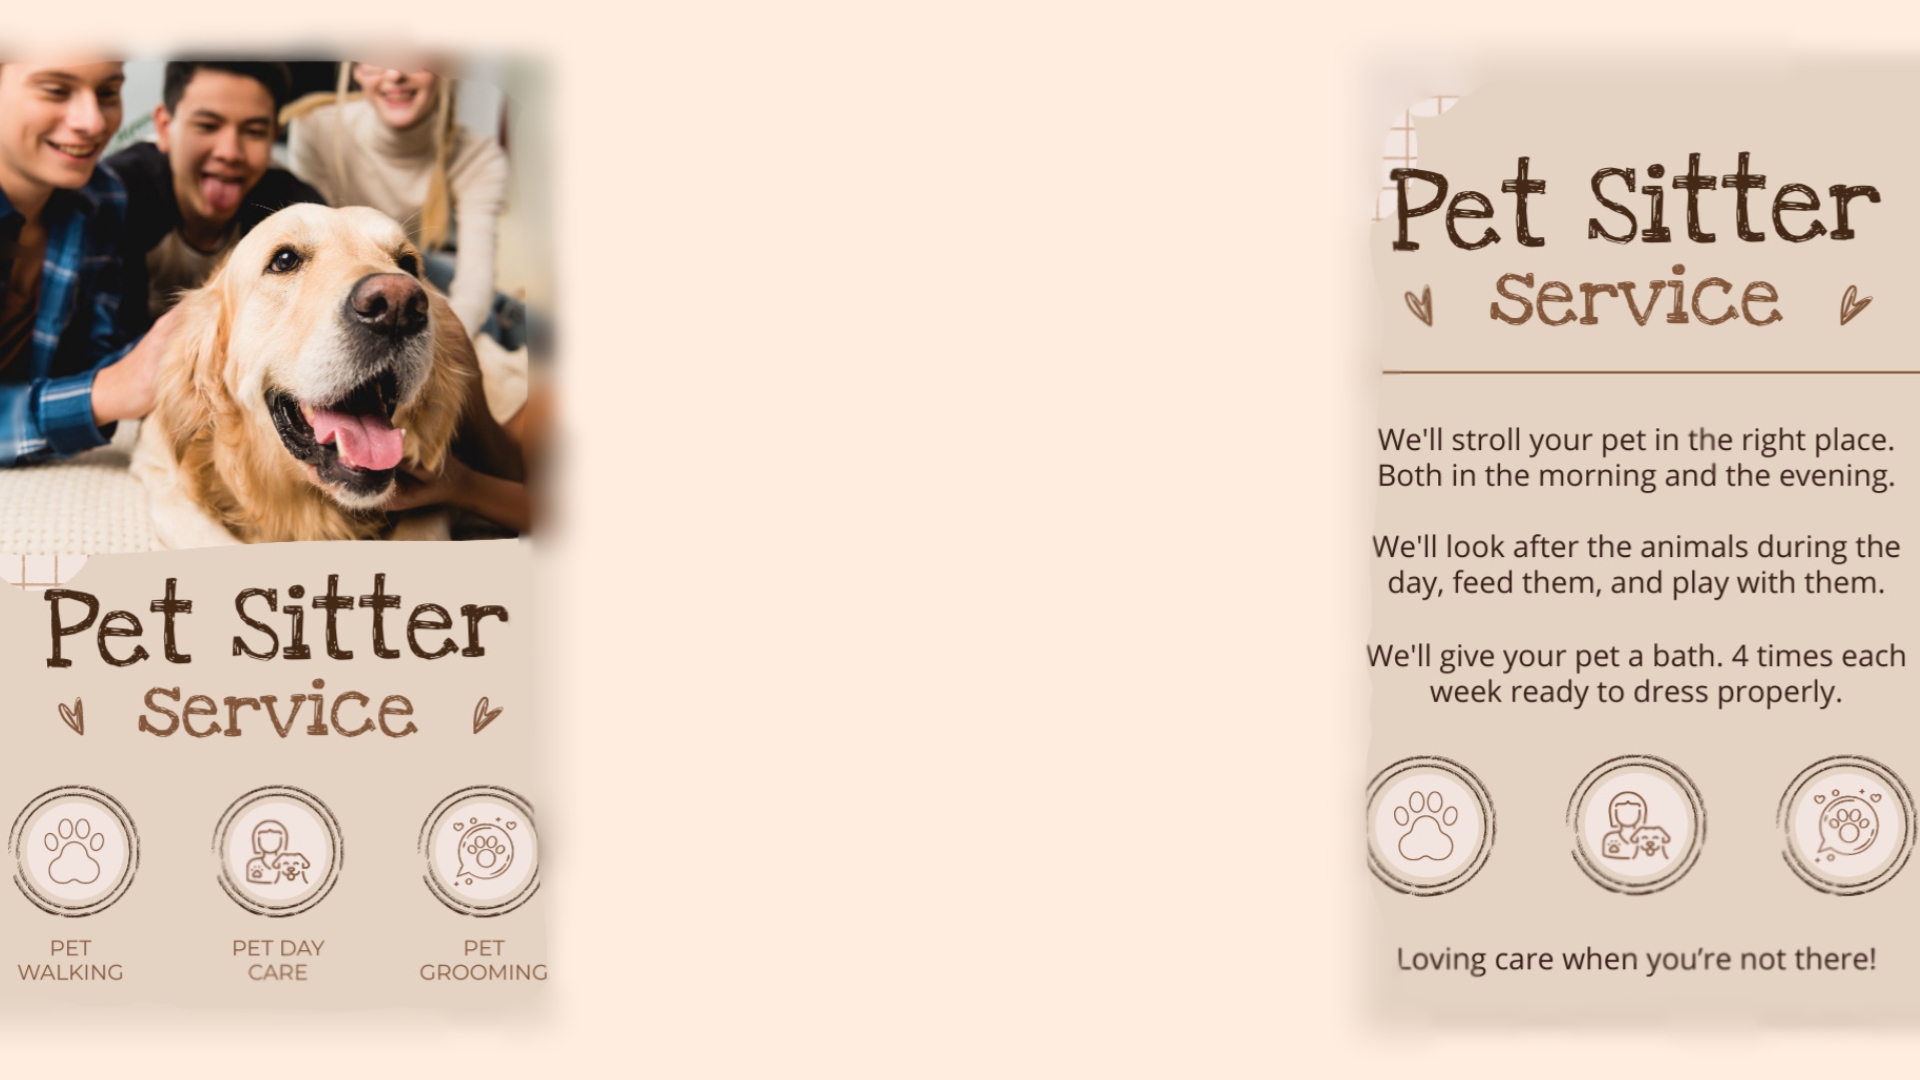 Pet Sitter
Service
PET
WALKING
PET DAY
CARE
PET
GROOMING
Pet Sitter
Service
We'll stroll your pet in the right place.
Both in the morning and the evening.
We'll look after the animals during the
day, feed them, and play with them.
We'll give your pet a bath. 4 times each
week ready to dress properly.
Loving care when you’re not there!